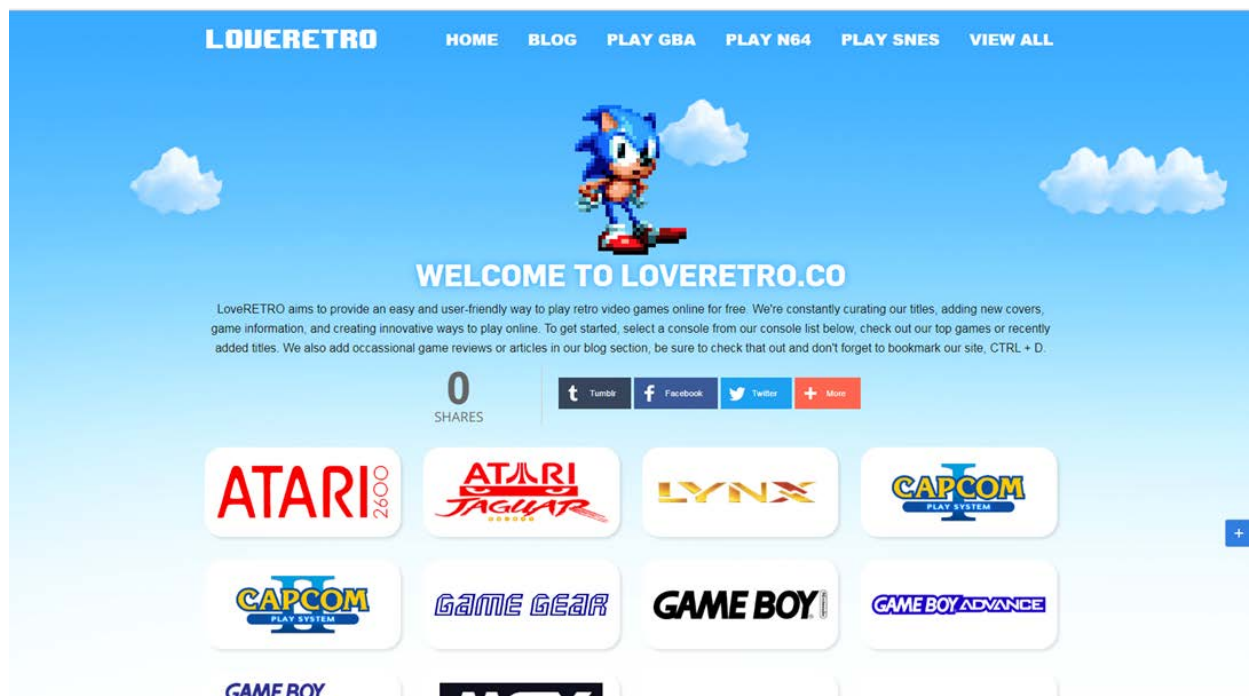 LOVERETRO HOME BLOG PLAY GBA PLAY N64 PLAY SNES VIEW ALL
WELCOME TO LOVERETRO.CO
LoveRETRO aims to provide an easy and user-friendly way to play retro video games online for free. We're constantly curating our titles, adding new covers,
game information, and creating innovative ways to play online. To get started, select a console from our console list below, check out our top games or recently
added titles. We also add occassional game reviews or articles in our blog section, be sure to check that out and don't forget to bookmark our site, CTRL + D.
0
SHARES
t Tumblr f Facebook Twitter + More
ATARI 2600
ATARI
JAGUAR
LYNX
I
CAPCOM
PLAY SYSTEM
II
CAPCOM
PLAY SYSTEM
GAME GEAR
GAME BOY
GAME BOY ADVANCE
GAME BOY
+